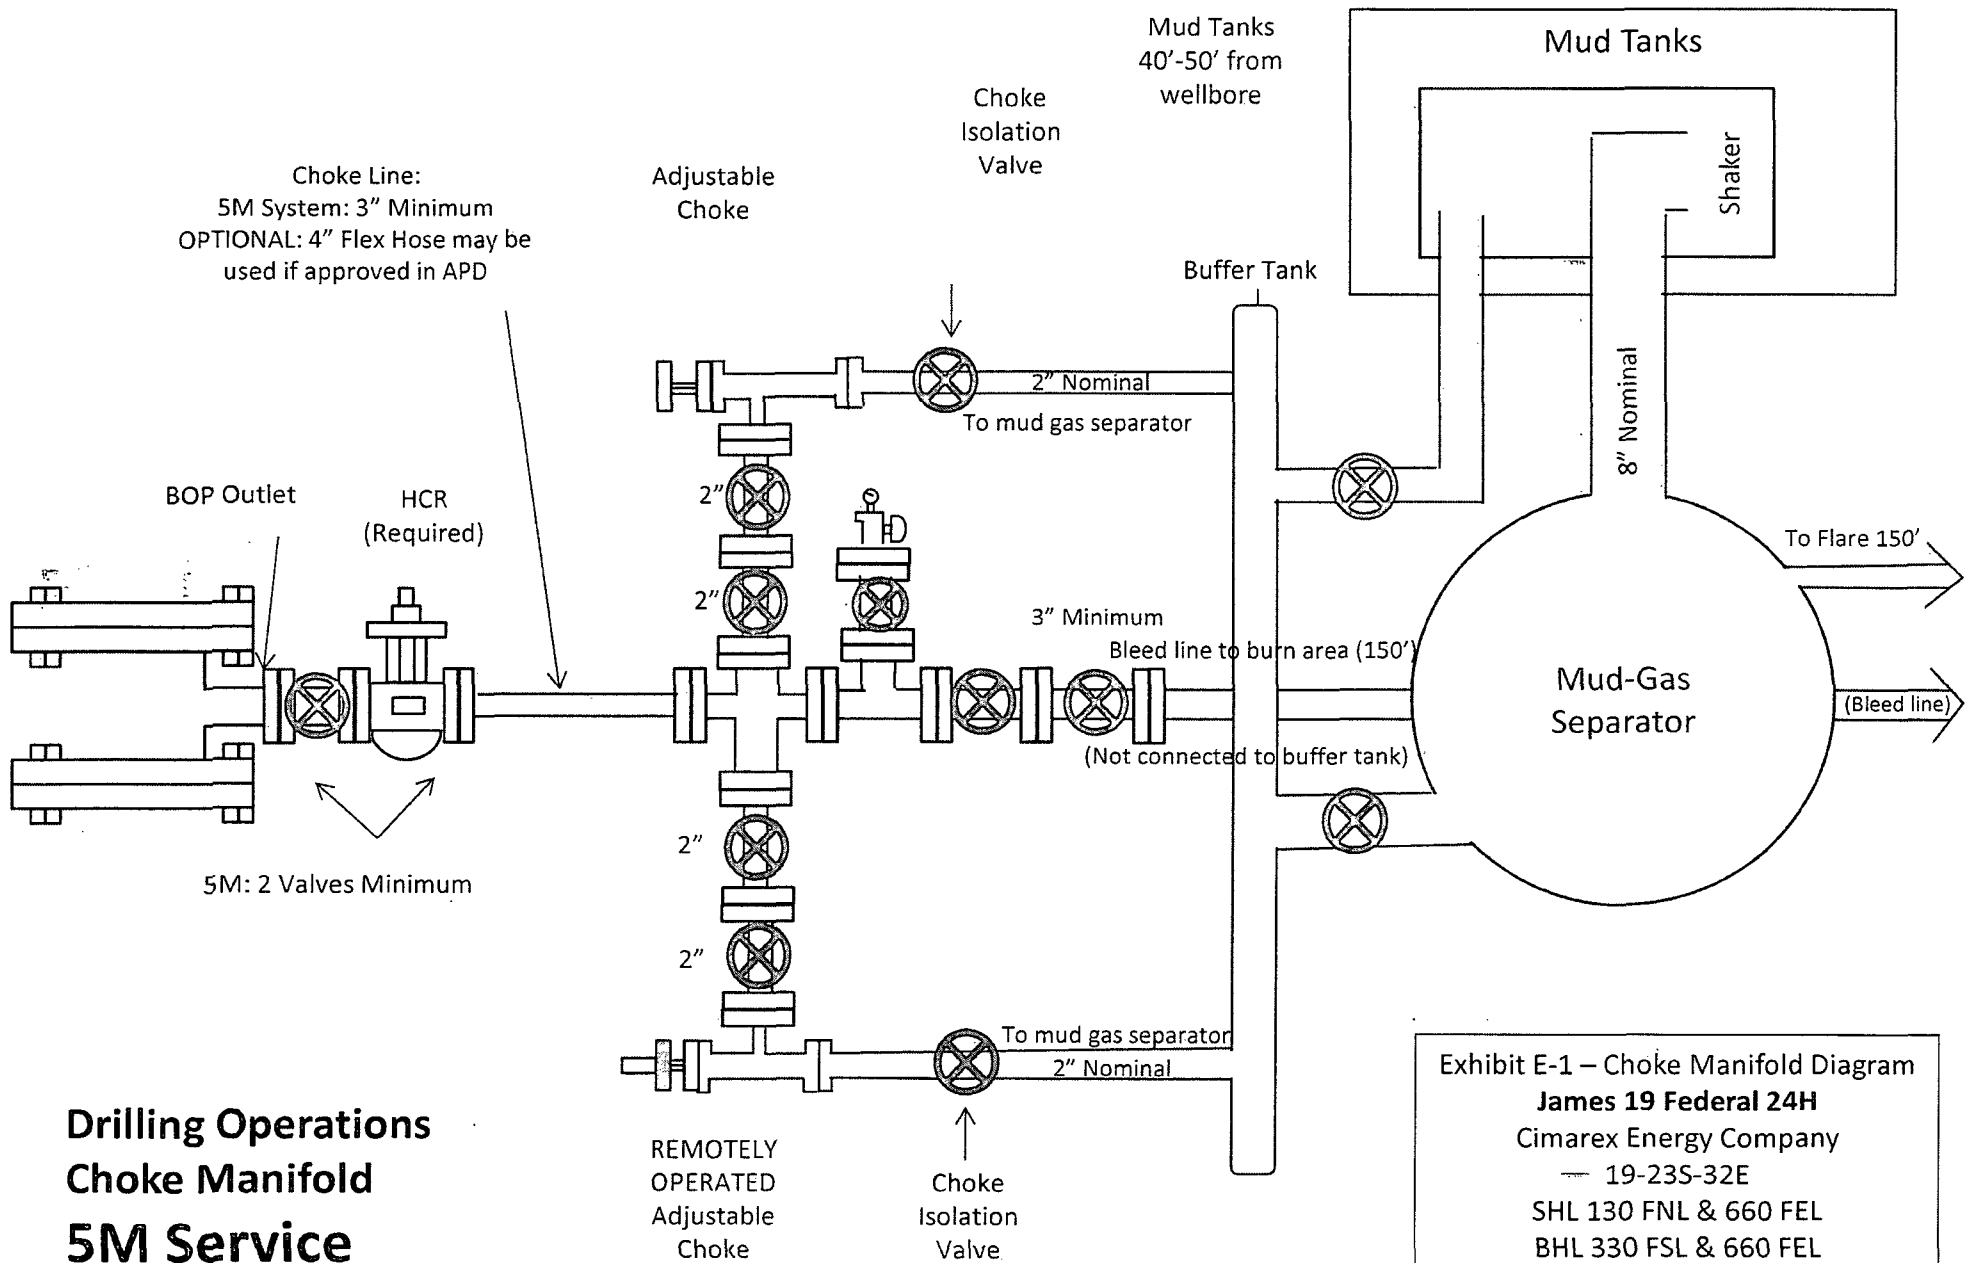 Mud Tanks
40’-50’ from
wellbore
Mud Tanks
Shaker
Choke
Isolation
Valve
Choke Line:
5M System: 3” Minimum
OPTIONAL: 4” Flex Hose may be
used if approved in APD
Adjustable
Choke
Buffer Tank
2” Nominal
To mud gas separator
8” Nominal
BOP Outlet
HCR
(Required)
2”
2”
To Flare 150’
3” Minimum
Bleed line to burn area (150’)
Mud-Gas
Separator
(Bleed line)
(Not connected to buffer tank)
5M: 2 Valves Minimum
2”
2”
To mud gas separator
2” Nominal
REMOTELY
OPERATED
Adjustable
Choke
Choke
Isolation
Valve
Drilling Operations
Choke Manifold
5M Service
Exhibit E-1 – Choke Manifold Diagram
James 19 Federal 24H
Cimarex Energy Company
19-23S-32E
SHL 130 FNL & 660 FEL
BHL 330 FSL & 660 FEL